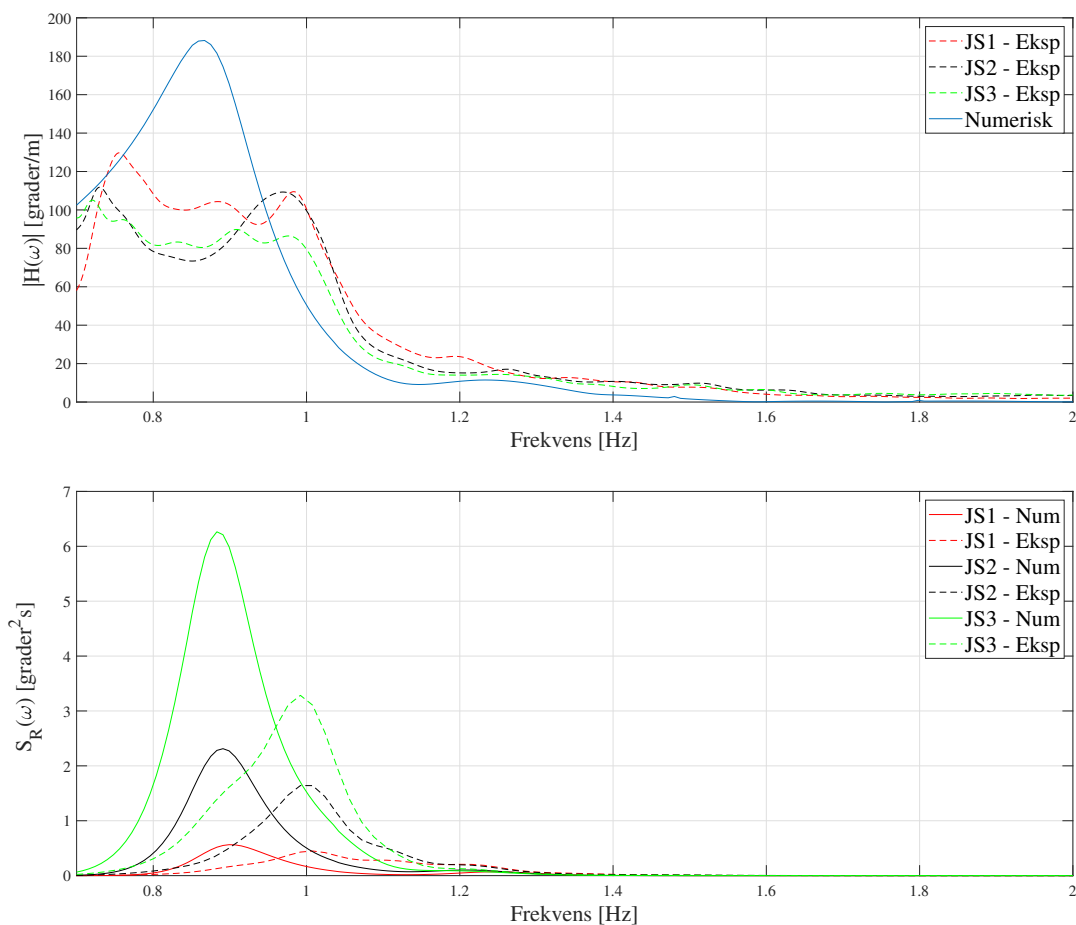 200
180
160
140
120
100
80
60
40
20
0
|H(ω)| [grader/m]
JS1 - Eksp
JS2 - Eksp
JS3 - Eksp
Numerisk
0.8
1
1.2
1.4
1.6
1.8
2
Frekvens [Hz]
7
6
5
4
3
2
1
0
S_R(ω) [grader²s]
JS1 - Num
JS1 - Eksp
JS2 - Num
JS2 - Eksp
JS3 - Num
JS3 - Eksp
0.8
1
1.2
1.4
1.6
1.8
2
Frekvens [Hz]